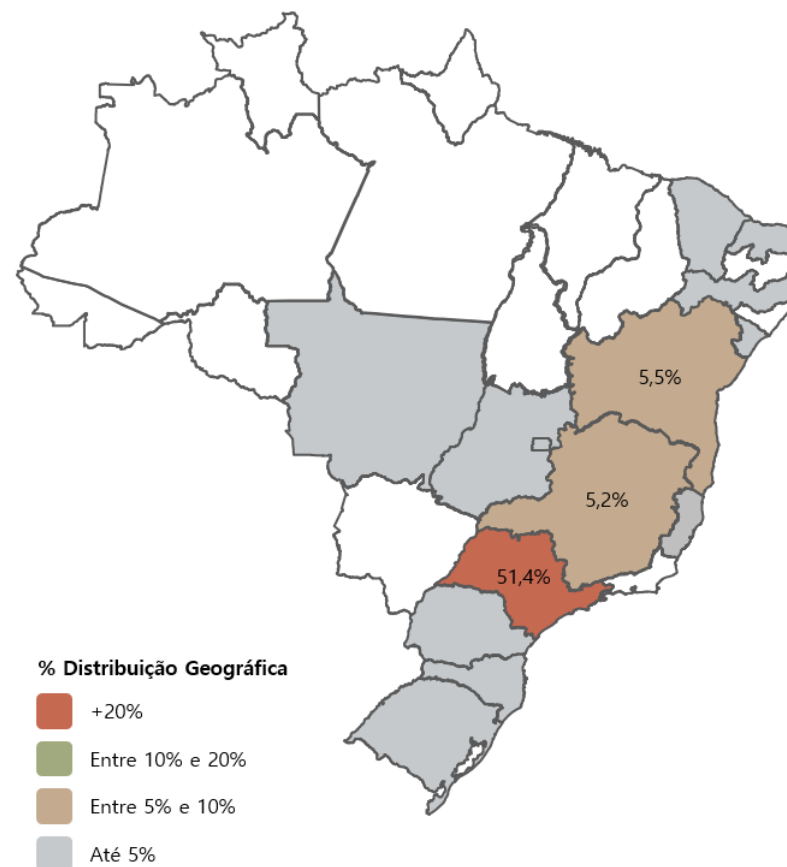 5,5%
5,2%
51,4%
% Distribuição Geográfica
+20%
Entre 10% e 20%
Entre 5% e 10%
Até 5%